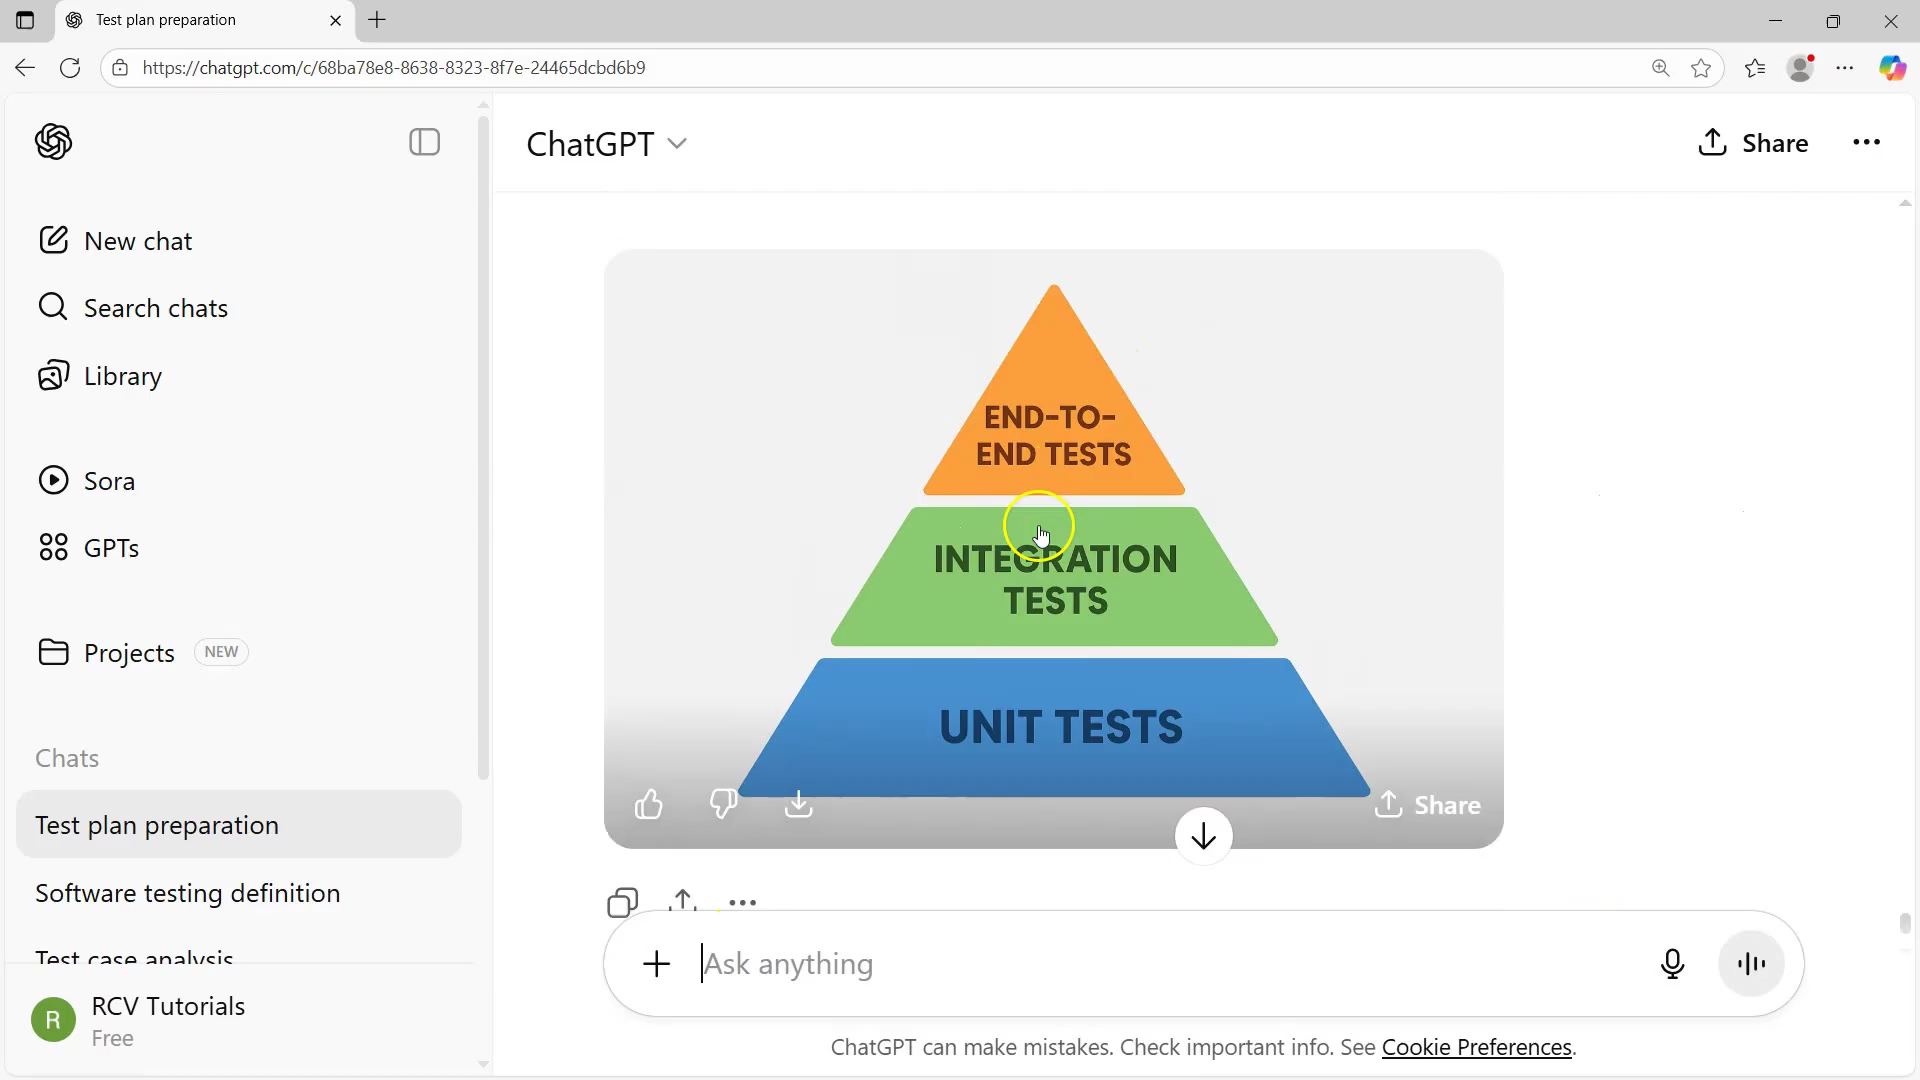 Test plan preparation
https://chatgpt.com/c/68ba78e8-8638-8323-8f7e-24465dcbd6b9
ChatGPT
Share
New chat
Search chats
Library
Sora
GPTs
Projects NEW
Chats
Test plan preparation
Software testing definition
Test case analysis
R
RCV Tutorials
Free
END-TO-
END TESTS
INTEGRATION
TESTS
UNIT TESTS
Share
Ask anything
ChatGPT can make mistakes. Check important info. See Cookie Preferences.